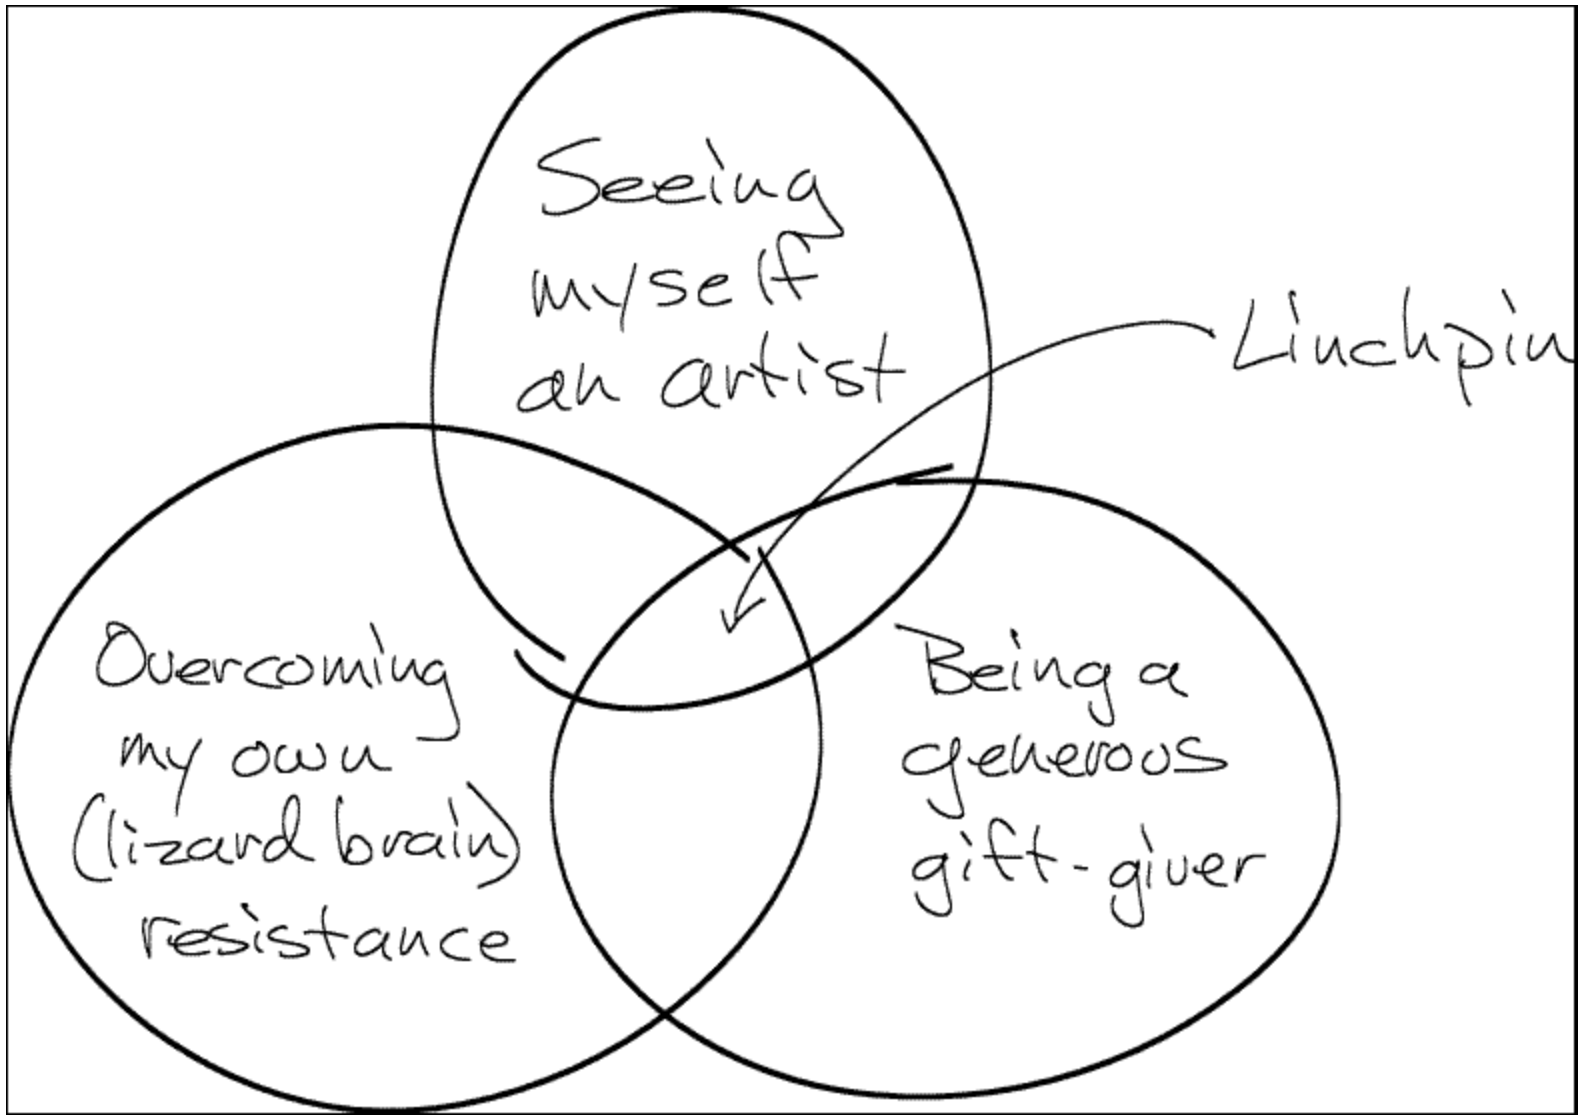 Seeing
myself
an artist
Linchpin
Overcoming
my own
(lizard brain)
resistance
Being a
generous
gift-giver